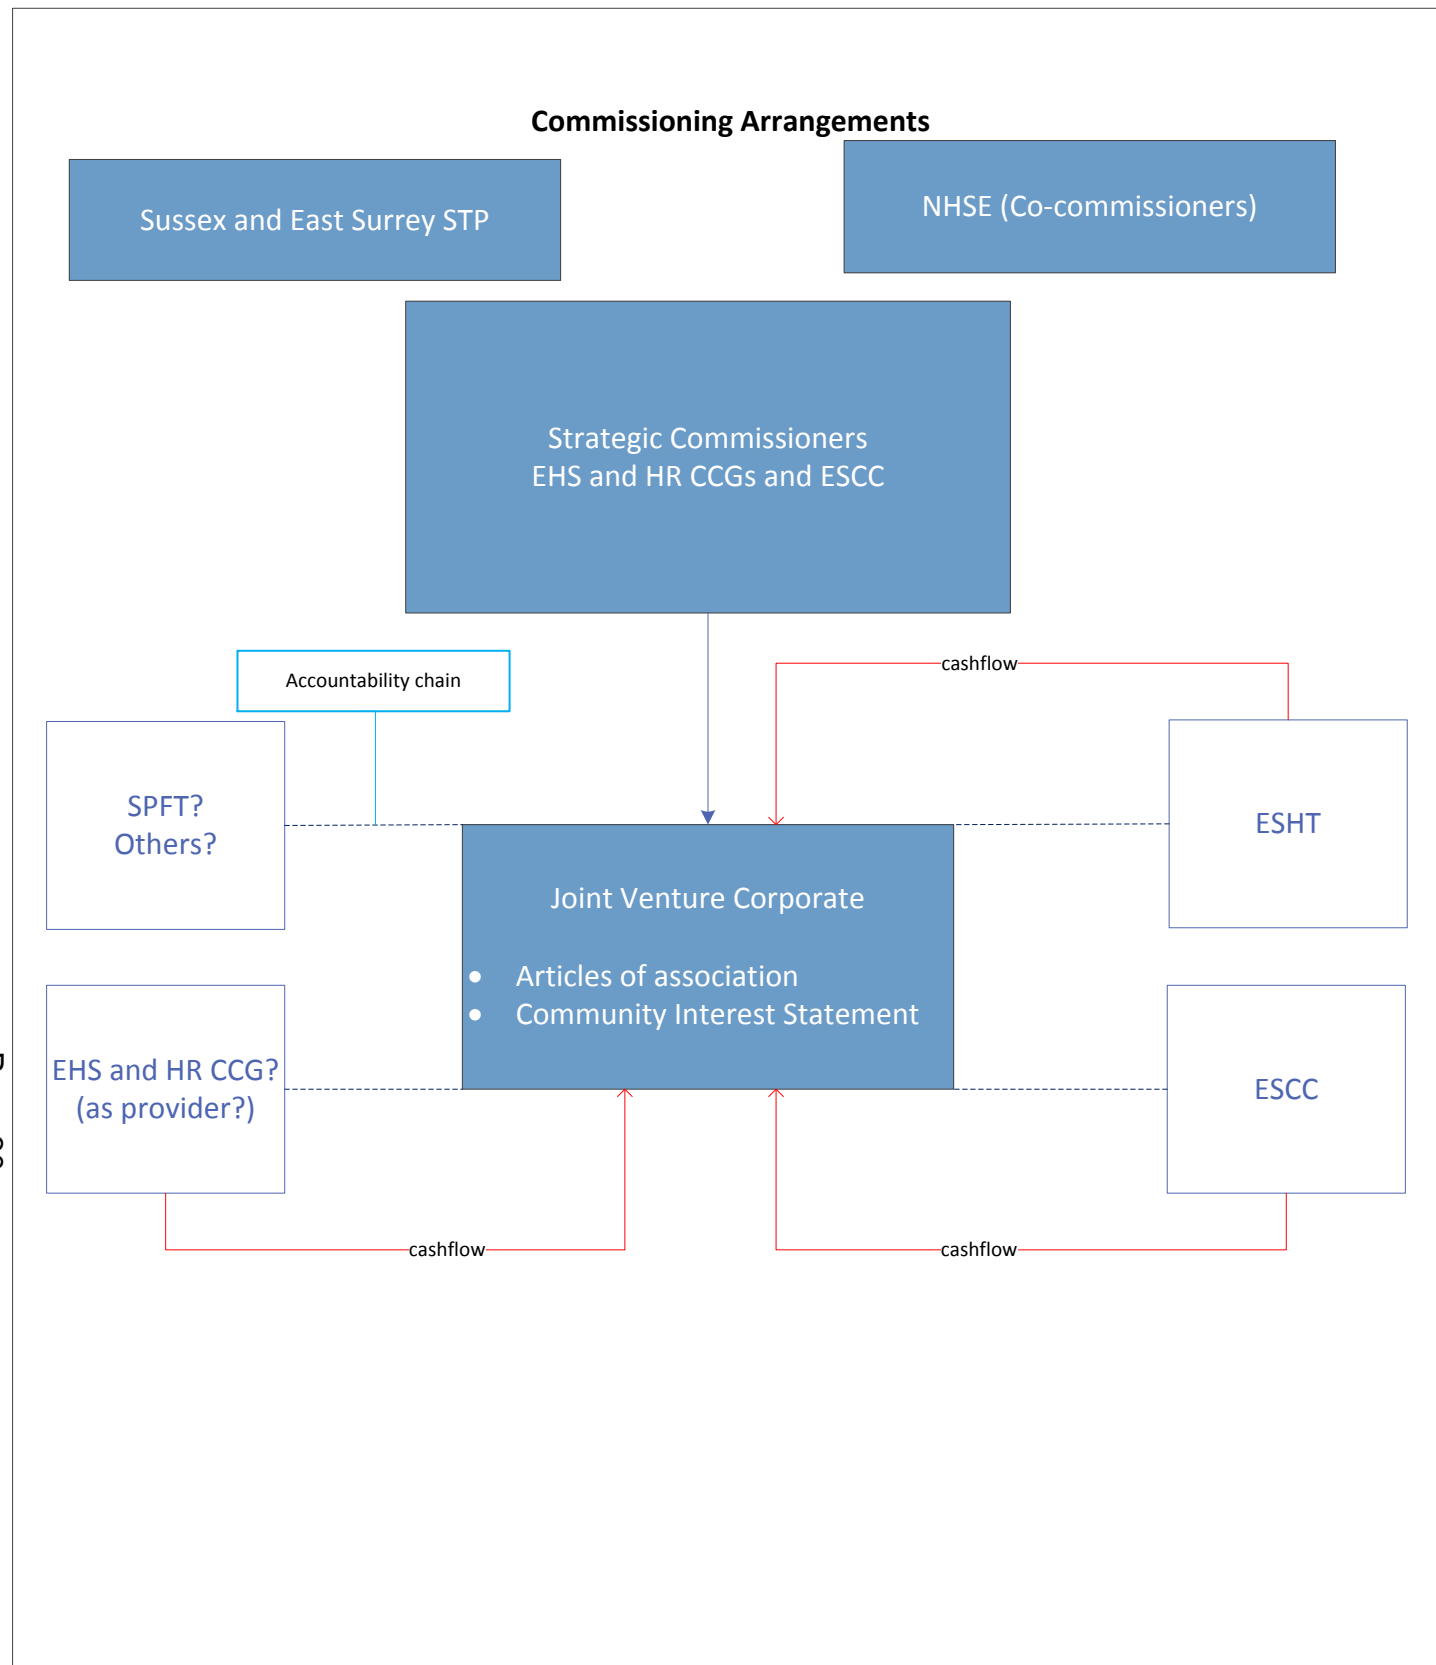 Commissioning Arrangements
Sussex and East Surrey STP
NHSE (Co-commissioners)
Strategic Commissioners
EHS and HR CCGs and ESCC
Accountability chain
cashflow
SPFT?
Others?
ESHT
Joint Venture Corporate
• Articles of association
• Community Interest Statement
EHS and HR CCG?
(as provider?)
ESCC
cashflow
cashflow